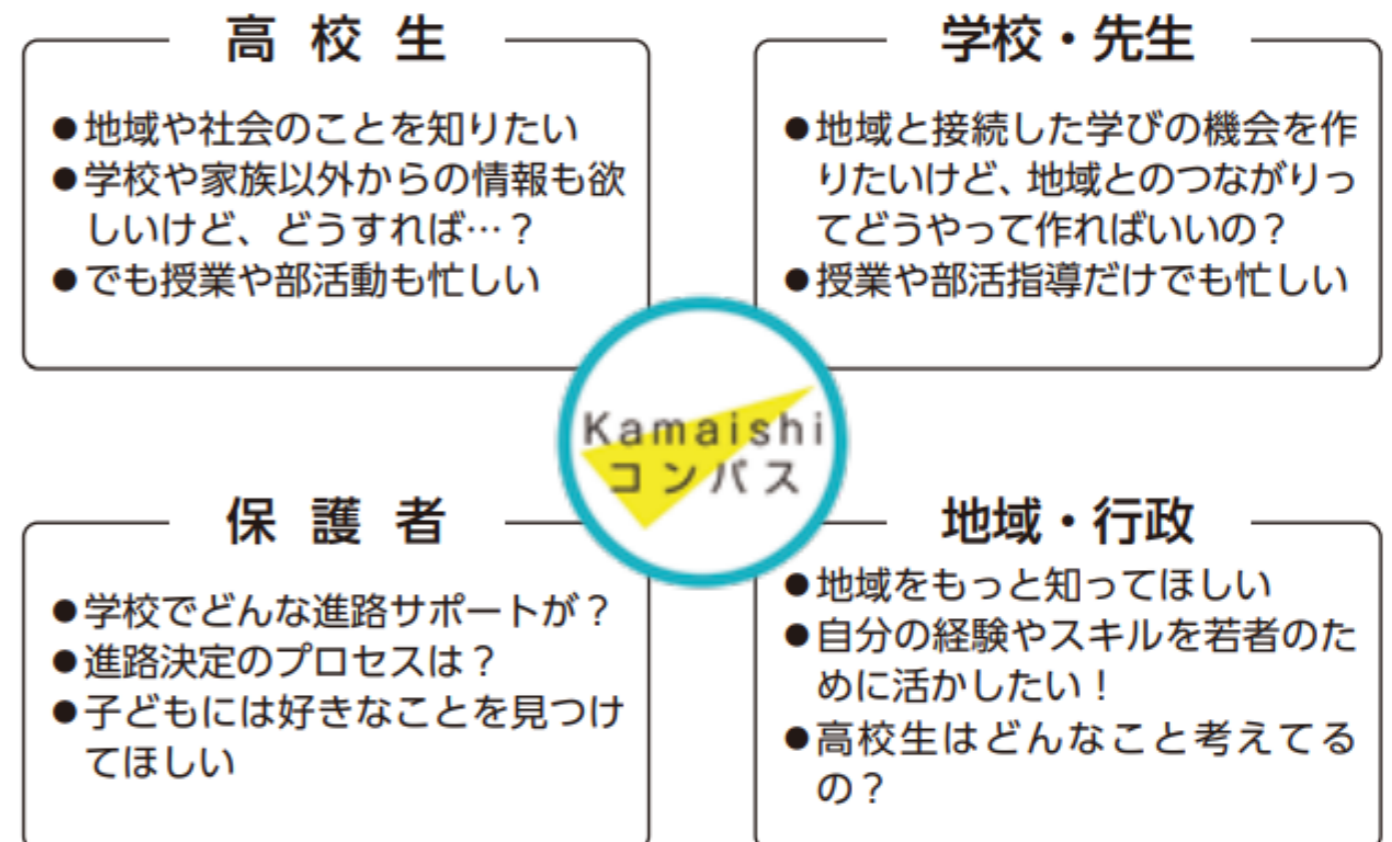 高校生
●地域や社会のことを知りたい
●学校や家族以外からの情報も欲
しいけど、どうすれば…？
●でも授業や部活動も忙しい
学校・先生
●地域と接続した学びの機会を作
りたいけど、地域とのつながりっ
てどうやって作ればいいの？
●授業や部活指導だけでも忙しい
Kamaishi
コンパス
保護者
●学校でどんな進路サポートが？
●進路決定のプロセスは？
●子どもには好きなことを見つけ
てほしい
地域・行政
●地域をもっと知ってほしい
●自分の経験やスキルを若者のた
めに活かしたい！
●高校生はどんなこと考えてる
の？